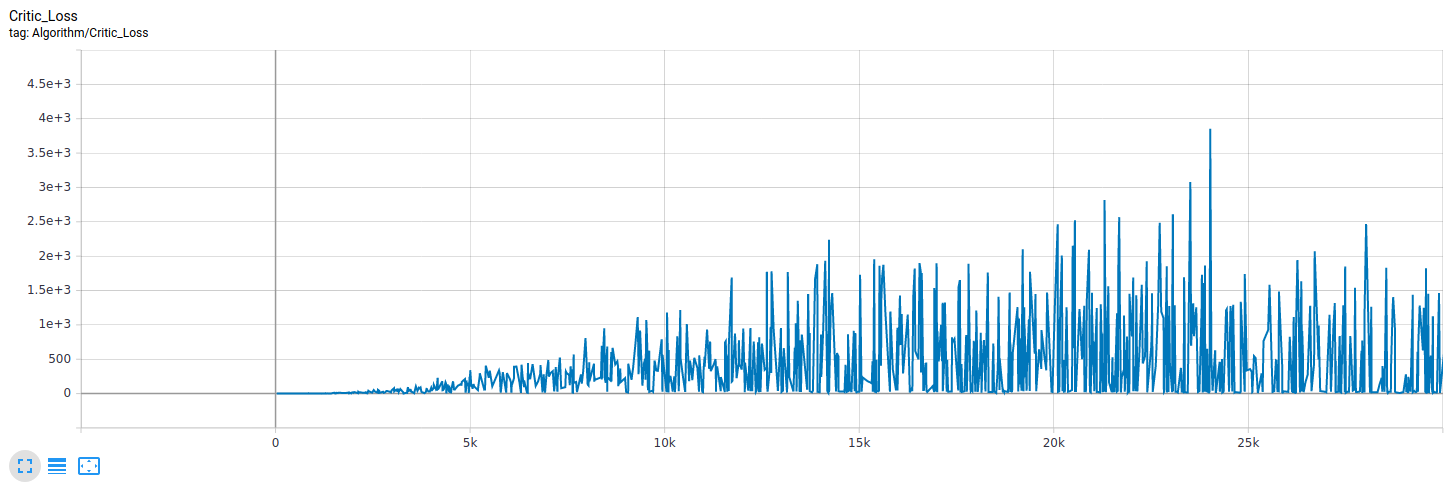 Critic_Loss
tag: Algorithm/Critic_Loss
4.5e+3
4e+3
3.5e+3
3e+3
2.5e+3
2e+3
1.5e+3
1e+3
500
0
0 5k 10k 15k 20k 25k